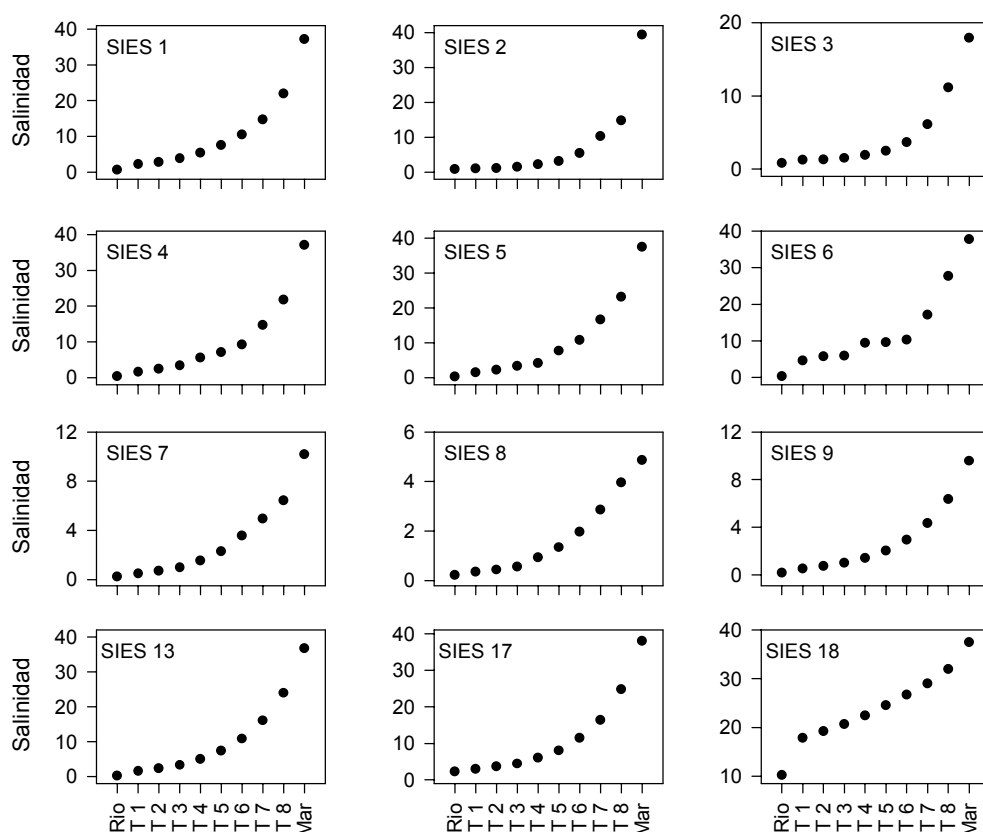 SIES 1
SIES 2
SIES 3
Salinidad
40
30
20
10
0
40
30
20
10
0
20
10
0
SIES 4
SIES 5
SIES 6
Salinidad
40
30
20
10
0
40
30
20
10
0
40
30
20
10
0
SIES 7
SIES 8
SIES 9
Salinidad
12
8
4
0
6
4
2
0
12
8
4
0
SIES 13
SIES 17
SIES 18
Salinidad
40
30
20
10
0
40
30
20
10
0
40
30
20
10
Rio
T 1
T 2
T 3
T 4
T 5
T 6
T 7
T 8
Mar
Rio
T 1
T 2
T 3
T 4
T 5
T 6
T 7
T 8
Mar
Rio
T 1
T 2
T 3
T 4
T 5
T 6
T 7
T 8
Mar